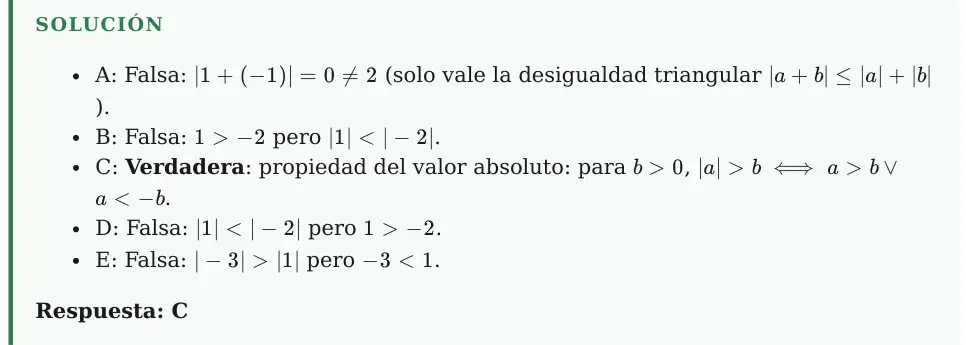 SOLUCIÓN
• A: Falsa: |1 + (−1)| = 0 ≠ 2 (solo vale la desigualdad triangular |a + b| ≤ |a| + |b|
).
• B: Falsa: 1 > −2 pero |1| < | − 2|.
• C: Verdadera: propiedad del valor absoluto: para b > 0, |a| > b ⟺ a > b ∨
a < −b.
• D: Falsa: |1| < | − 2| pero 1 > −2.
• E: Falsa: | − 3| > |1| pero −3 < 1.
Respuesta: C